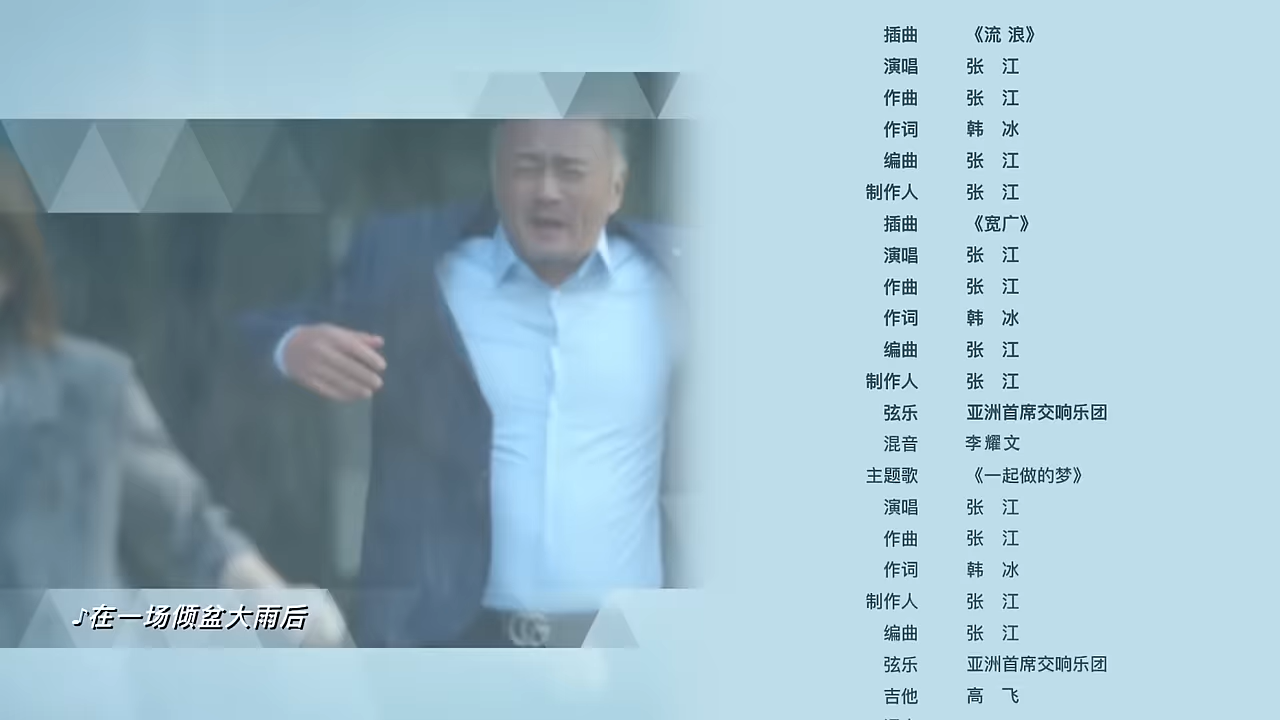 插曲 《流 浪》
演唱 张 江
作曲 张 江
作词 韩 冰
编曲 张 江
制作人 张 江
插曲 《宽广》
演唱 张 江
作曲 张 江
作词 韩 冰
编曲 张 江
制作人 张 江
弦乐 亚洲首席交响乐团
混音 李耀文
主题歌 《一起做的梦》
演唱 张 江
作曲 张 江
作词 韩 冰
制作人 张 江
编曲 张 江
弦乐 亚洲首席交响乐团
吉他 高 飞
♪在一场倾盆大雨后